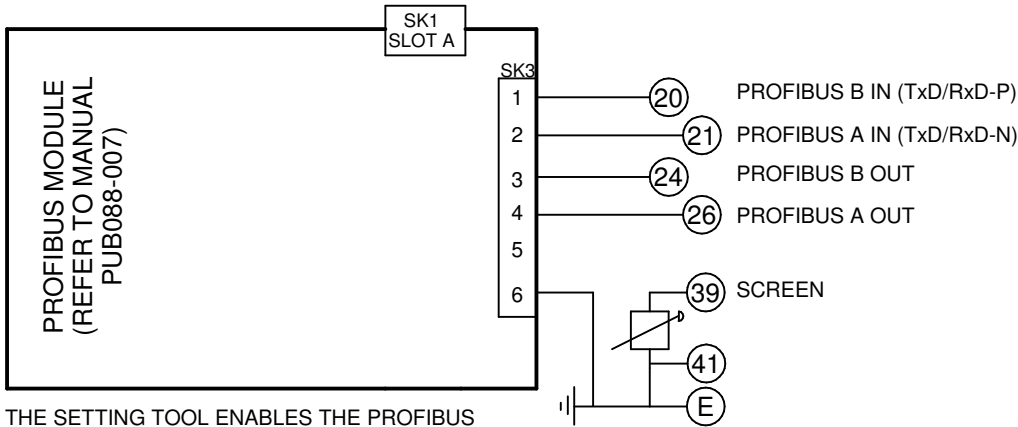 SK1
SLOT A
PROFIBUS MODULE
(REFER TO MANUAL
PUB088-007)
SK3
1
20
PROFIBUS B IN (TxD/RxD-P)
2
21
PROFIBUS A IN (TxD/RxD-N)
3
24
PROFIBUS B OUT
4
26
PROFIBUS A OUT
5
6
39
SCREEN
41
E
THE SETTING TOOL ENABLES THE PROFIBUS